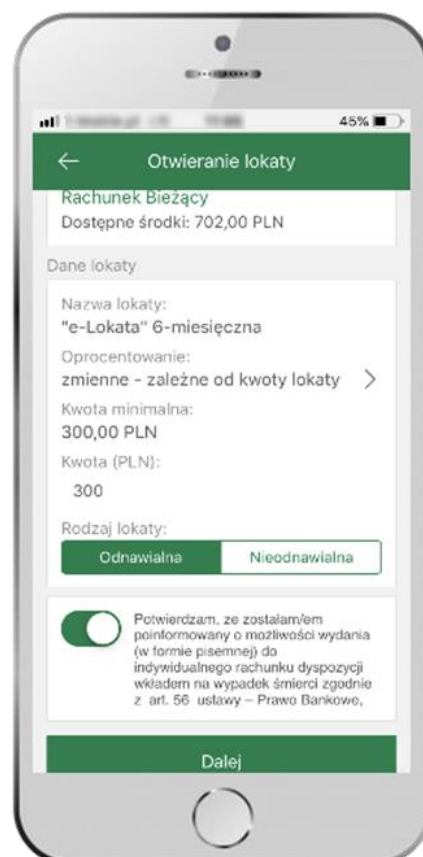 45%
Otwieranie lokaty
Rachunek Bieżący
Dostępne środki: 702,00 PLN
Dane lokaty
Nazwa lokaty:
"e-Lokata" 6-miesięczna
Oprocentowanie:
zmienne - zależne od kwoty lokaty
Kwota minimalna:
300,00 PLN
Kwota (PLN):
300
Rodzaj lokaty:
Odnawialna Nieodnawialna
Potwierdzam, ze zostałam/em
poinformowany o możliwości wydania
(w formie pisemnej) do
indywidualnego rachunku dyspozycji
wkładem na wypadek śmierci zgodnie
z art. 56 ustawy – Prawo Bankowe,
Dalej